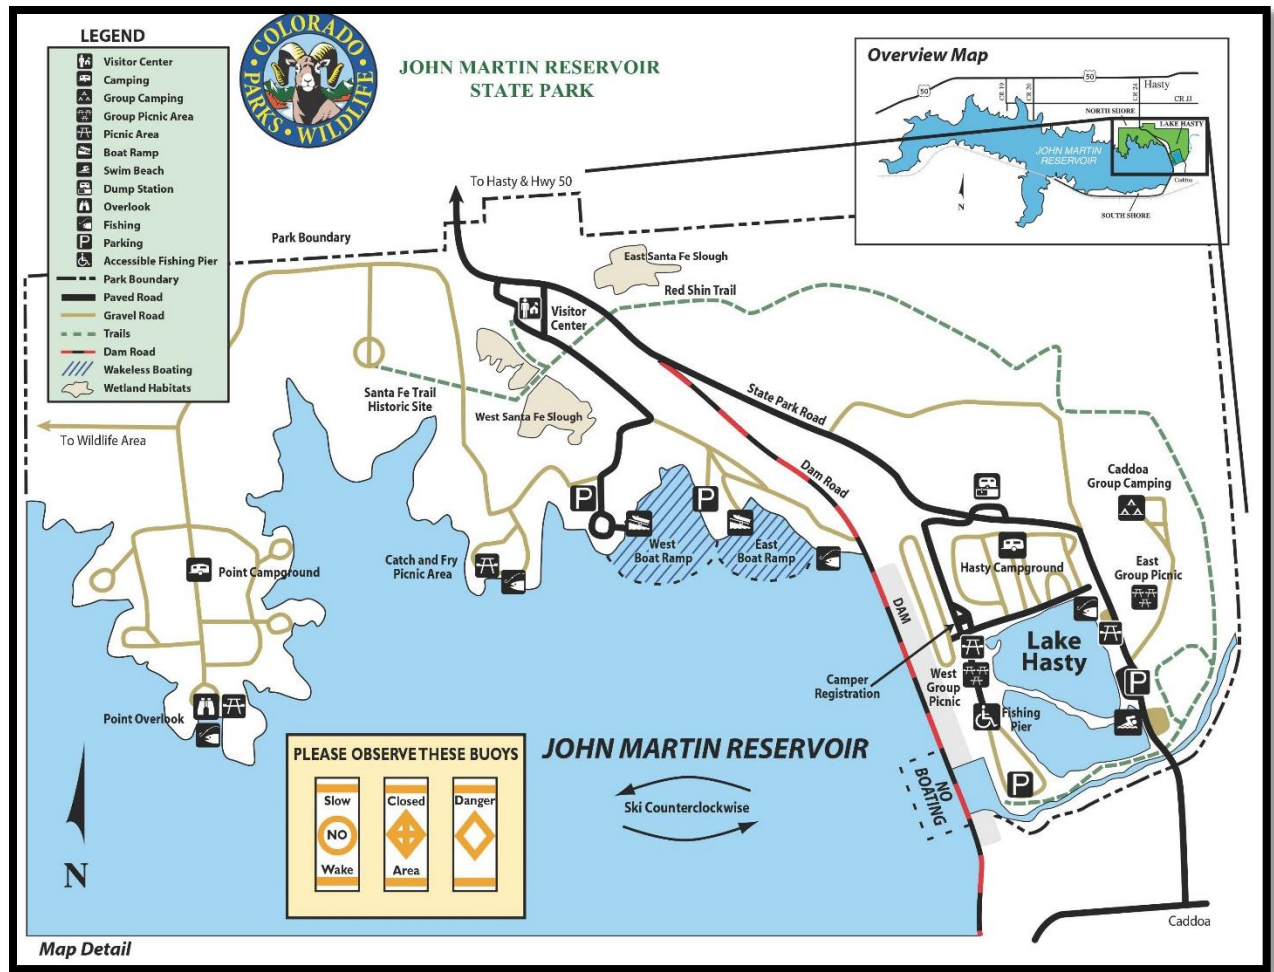 LEGEND
Visitor Center
Camping
Group Camping
Group Picnic Area
Picnic Area
Boat Ramp
Swim Beach
Dump Station
Overlook
Fishing
P
Parking
Accessible Fishing Pier
Park Boundary
Paved Road
Gravel Road
Trails
Dam Road
Wakeless Boating
Wetland Habitats
COLORADO
PARKS • WILDLIFE
JOHN MARTIN RESERVOIR
STATE PARK
Overview Map
50
50
Hasty
CR 19
CR 20
CR 24
CR JJ
NORTH SHORE
LAKE HASTY
JOHN MARTIN
RESERVOIR
Caddoa
N
SOUTH SHORE
To Hasty & Hwy 50
Park Boundary
East Santa Fe Slough
Red Shin Trail
Visitor
Center
Santa Fe Trail
Historic Site
West Santa Fe Slough
State Park Road
Dam Road
To Wildlife Area
Caddoa
Group Camping
P
P
West
Boat Ramp
East
Boat Ramp
Catch and Fry
Picnic Area
Point Campground
Hasty Campground
East
Group Picnic
DAM
Lake
Hasty
Camper
Registration
West
Group
Picnic
P
Fishing
Pier
Point Overlook
P
NO
BOATING
JOHN MARTIN RESERVOIR
Ski Counterclockwise
PLEASE OBSERVE THESE BUOYS
Slow
NO
Wake
Closed
Area
Danger
N
Caddoa
Map Detail